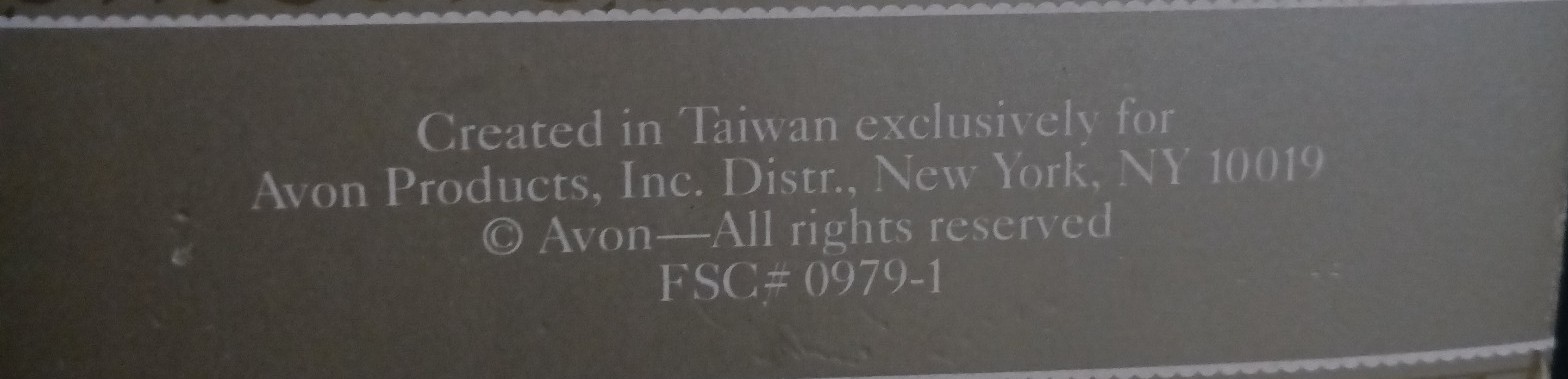 Created in Taiwan exclusively for
Avon Products, Inc. Distr., New York, NY 10019
© Avon—All rights reserved
FSC# 0979-1